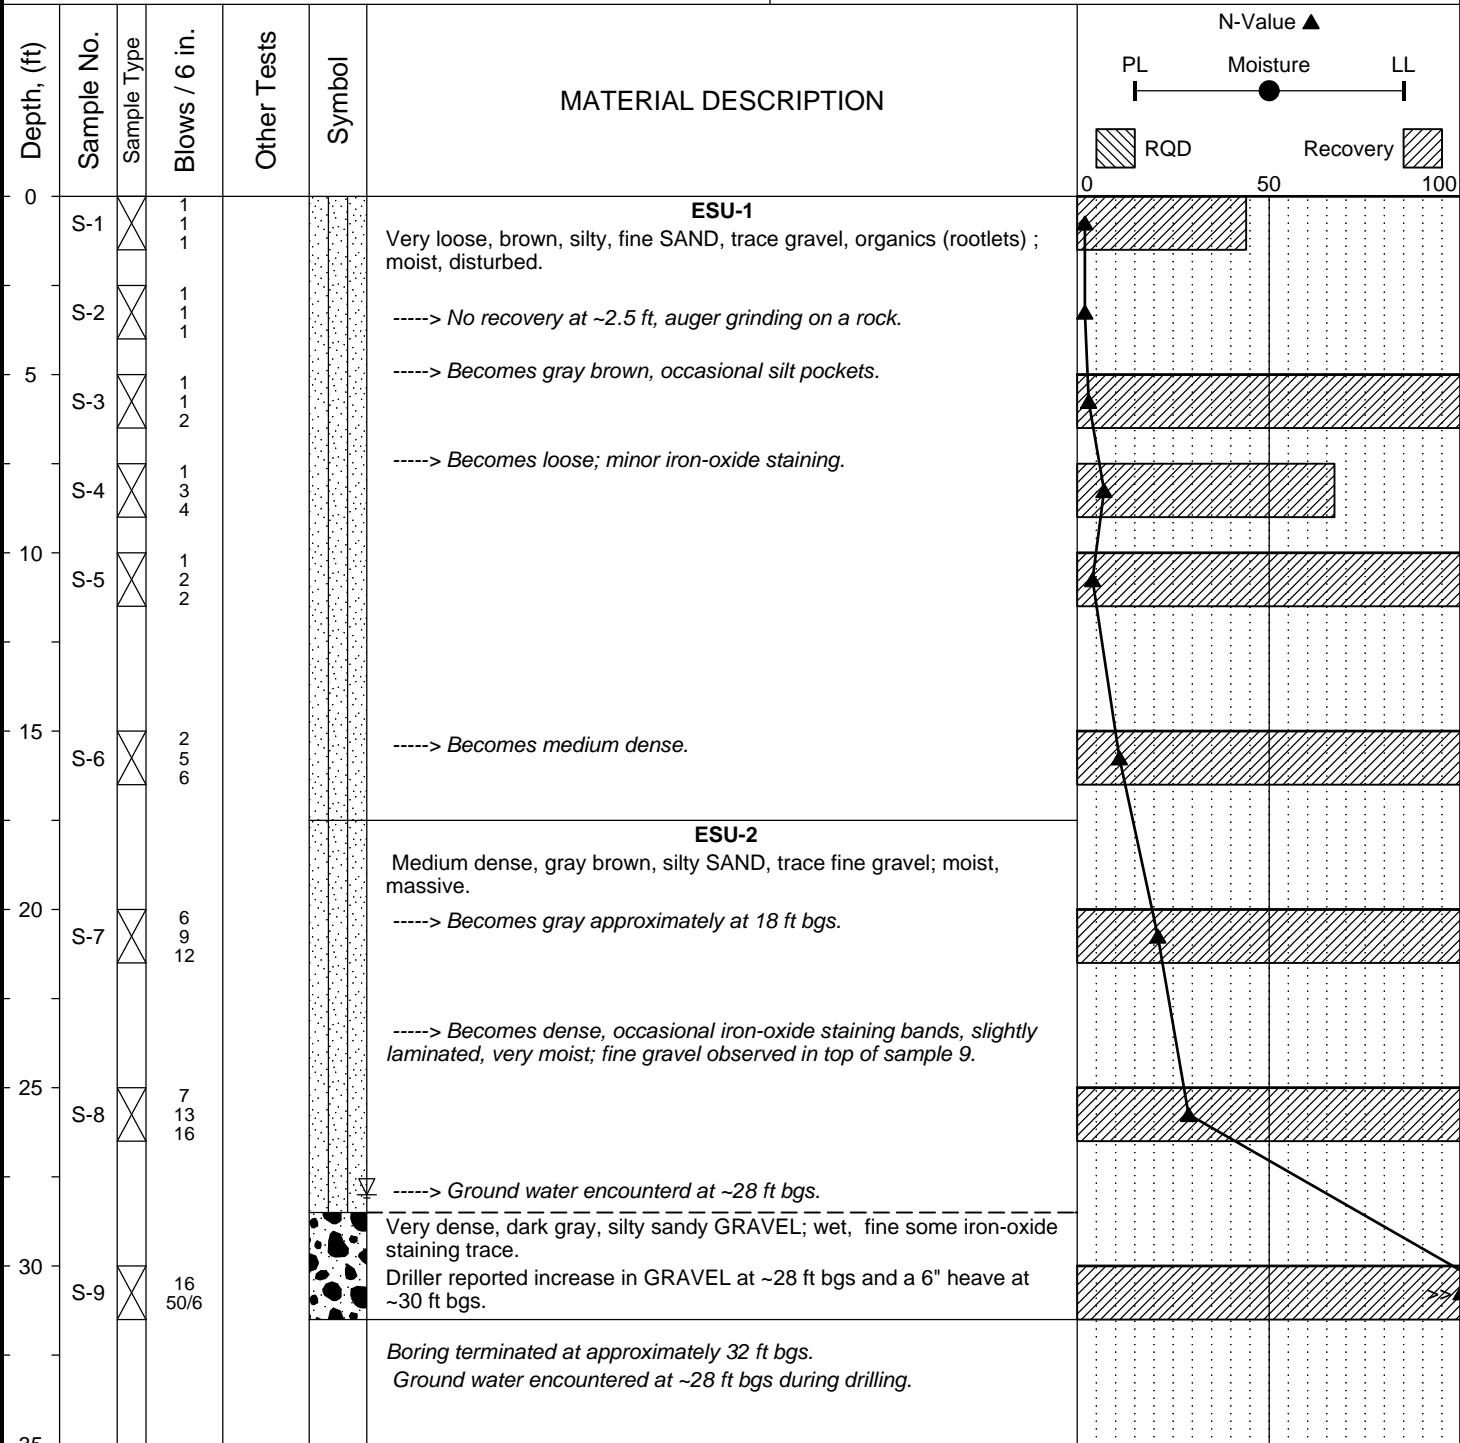 Depth, (ft)
Sample No.
Sample Type
Blows / 6 in.
Other Tests
Symbol
MATERIAL DESCRIPTION
N-Value
PL Moisture LL
RQD Recovery
0 50 100
0
S-1
1
1
1
ESU-1
Very loose, brown, silty, fine SAND, trace gravel, organics (rootlets) ;
moist, disturbed.
S-2
1
1
1
-----> No recovery at ~2.5 ft, auger grinding on a rock.
5
-----> Becomes gray brown, occasional silt pockets.
S-3
1
1
2
-----> Becomes loose; minor iron-oxide staining.
S-4
1
3
4
10
S-5
1
2
2
15
S-6
2
5
6
-----> Becomes medium dense.
ESU-2
Medium dense, gray brown, silty SAND, trace fine gravel; moist,
massive.
20
-----> Becomes gray approximately at 18 ft bgs.
S-7
6
9
12
-----> Becomes dense, occasional iron-oxide staining bands, slightly
laminated, very moist; fine gravel observed in top of sample 9.
25
S-8
7
13
16
-----> Ground water encounterd at ~28 ft bgs.
Very dense, dark gray, silty sandy GRAVEL; wet, fine some iron-oxide
staining trace.
30
Driller reported increase in GRAVEL at ~28 ft bgs and a 6" heave at
~30 ft bgs.
S-9
16
50/6
>>
Boring terminated at approximately 32 ft bgs.
Ground water encountered at ~28 ft bgs during drilling.